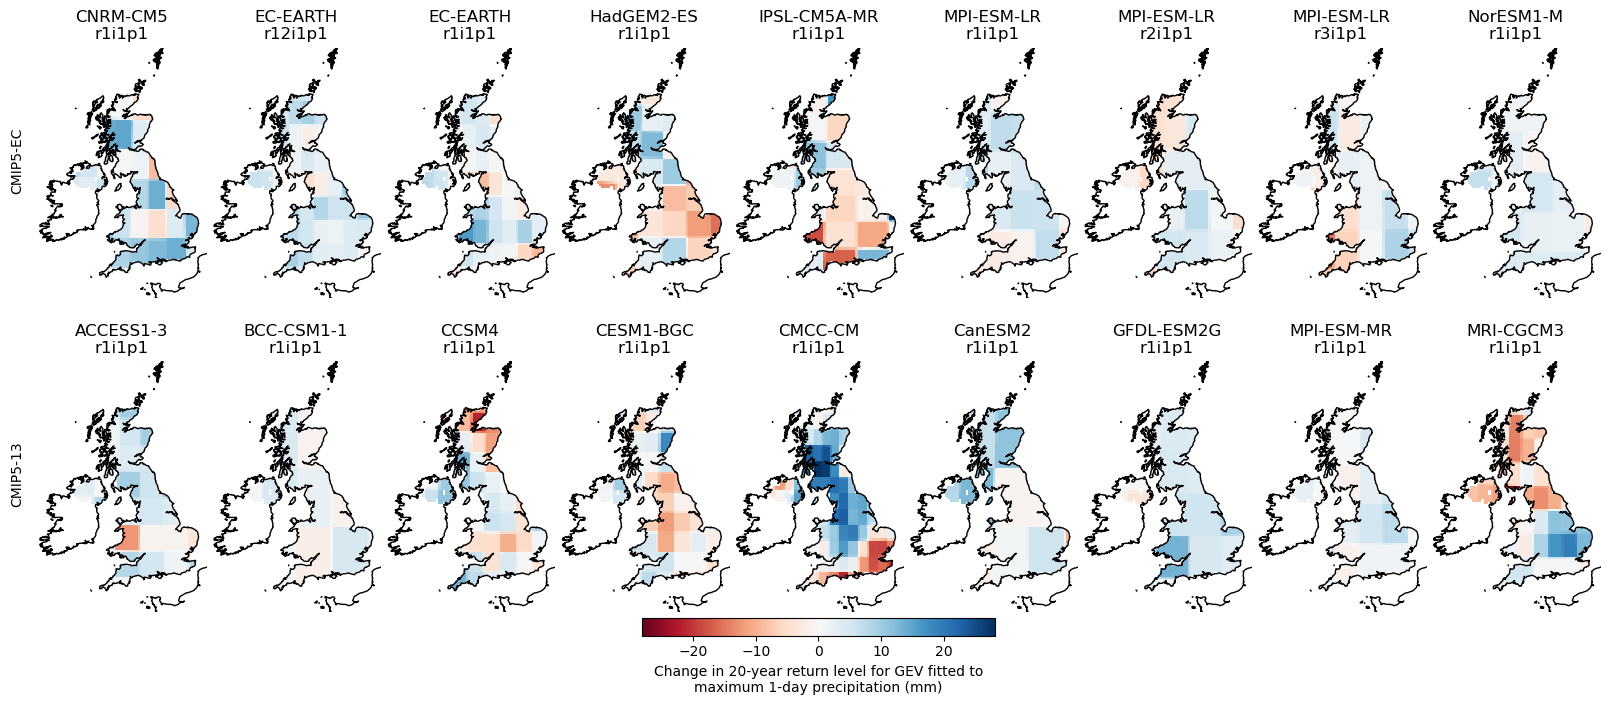 CNRM-CM5
r1i1p1
EC-EARTH
r12i1p1
EC-EARTH
r1i1p1
HadGEM2-ES
r1i1p1
IPSL-CM5A-MR
r1i1p1
MPI-ESM-LR
r1i1p1
MPI-ESM-LR
r2i1p1
MPI-ESM-LR
r3i1p1
NorESM1-M
r1i1p1
CMIP5-EC
ACCESS1-3
r1i1p1
BCC-CSM1-1
r1i1p1
CCSM4
r1i1p1
CESM1-BGC
r1i1p1
CMCC-CM
r1i1p1
CanESM2
r1i1p1
GFDL-ESM2G
r1i1p1
MPI-ESM-MR
r1i1p1
MRI-CGCM3
r1i1p1
CMIP5-13
−20 −10 0 10 20
Change in 20-year return level for GEV fitted to
maximum 1-day precipitation (mm)